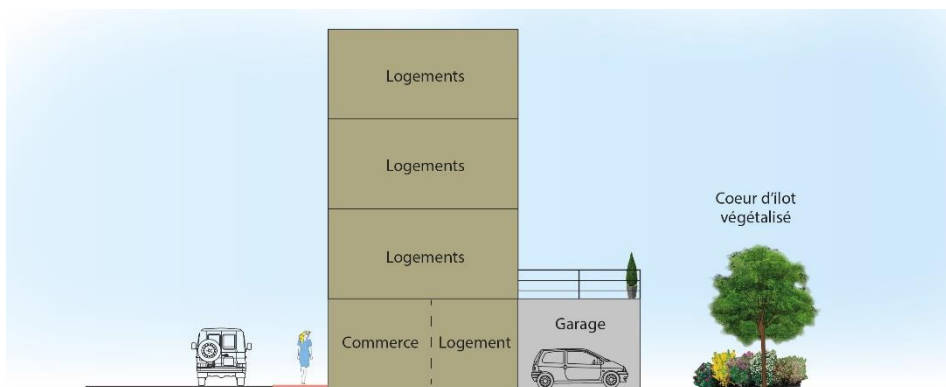 Logements
Logements
Coeur d'ilot
végétalisé
Logements
Garage
Commerce
Logement